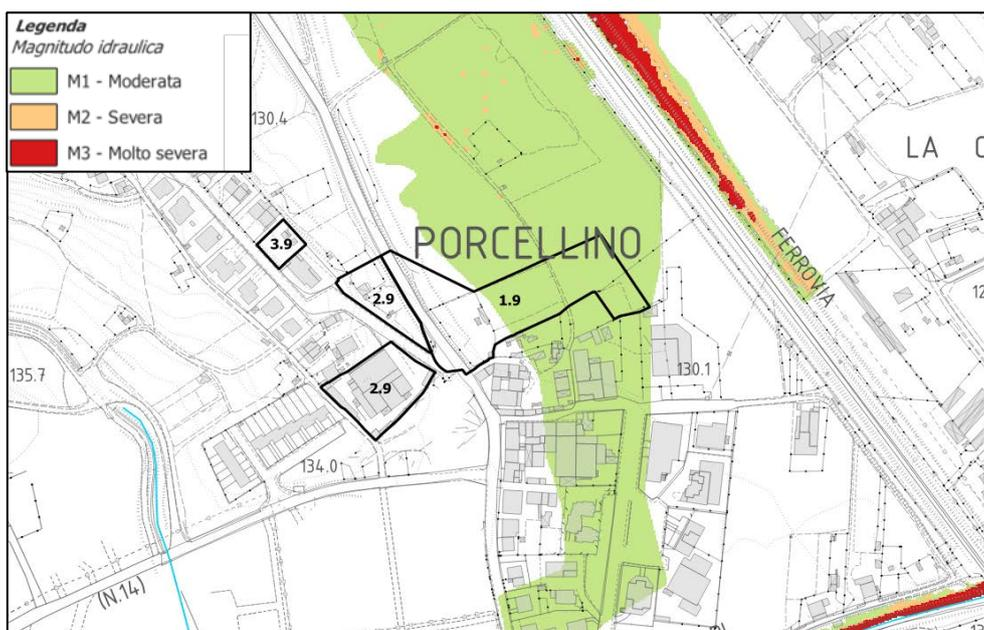 Legenda
Magnitudo idraulica
M1 - Moderata
M2 - Severa
M3 - Molto severa
130.4
LA C
PORCELLINO
3.9
2.9
1.9
FERROVIA
12
135.7
2.9
130.1
134.0
(N.14)
13